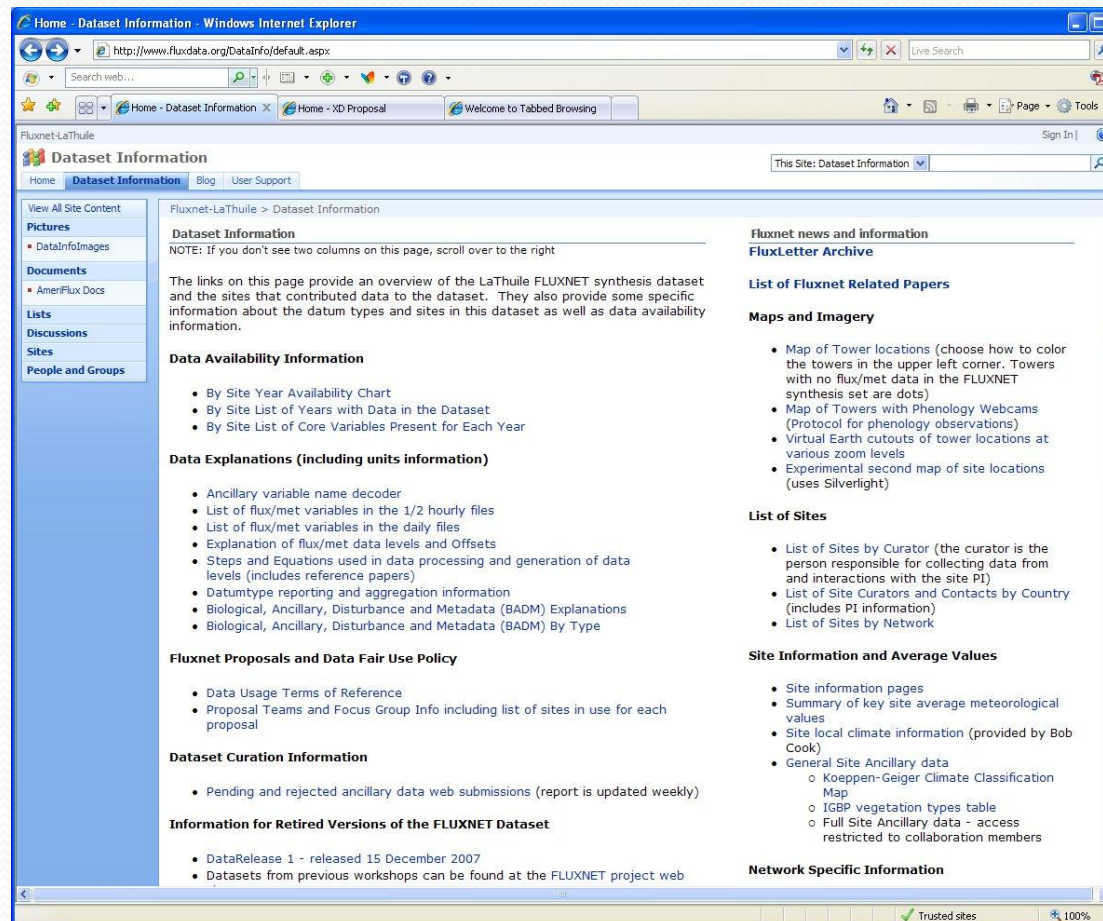 Home - Dataset Information - Windows Internet Explorer
http://www.fluxdata.org/DataInfo/default.aspx
Live Search
Search web...
Home - Dataset Information
Home - XD Proposal
Welcome to Tabbed Browsing
Page
Tools
Fluxnet-LaThuile
Sign In |
Dataset Information
This Site: Dataset Information
Home
Dataset Information
Blog
User Support
View All Site Content
Pictures
DataInfoImages
Documents
AmeriFlux Docs
Lists
Discussions
Sites
People and Groups
Fluxnet-LaThuile > Dataset Information
Dataset Information
NOTE: If you don't see two columns on this page, scroll over to the right
The links on this page provide an overview of the LaThuile FLUXNET synthesis dataset
and the sites that contributed data to the dataset. They also provide some specific
information about the datum types and sites in this dataset as well as data availability
information.
Data Availability Information
• By Site Year Availability Chart
• By Site List of Years with Data in the Dataset
• By Site List of Core Variables Present for Each Year
Data Explanations (including units information)
• Ancillary variable name decoder
• List of flux/met variables in the 1/2 hourly files
• List of flux/met variables in the daily files
• Explanation of flux/met data levels and Offsets
• Steps and Equations used in data processing and generation of data
levels (includes reference papers)
• Datumtype reporting and aggregation information
• Biological, Ancillary, Disturbance and Metadata (BADM) Explanations
• Biological, Ancillary, Disturbance and Metadata (BADM) By Type
Fluxnet Proposals and Data Fair Use Policy
• Data Usage Terms of Reference
• Proposal Teams and Focus Group Info including list of sites in use for each
proposal
Dataset Curation Information
• Pending and rejected ancillary data web submissions (report is updated weekly)
Information for Retired Versions of the FLUXNET Dataset
• DataRelease 1 - released 15 December 2007
• Datasets from previous workshops can be found at the FLUXNET project web
Fluxnet news and information
FluxLetter Archive
List of Fluxnet Related Papers
Maps and Imagery
• Map of Tower locations (choose how to color
the towers in the upper left corner. Towers
with no flux/met data in the FLUXNET
synthesis set are dots)
• Map of Towers with Phenology Webcams
(Protocol for phenology observations)
• Virtual Earth cutouts of tower locations at
various zoom levels
• Experimental second map of site locations
(uses Silverlight)
List of Sites
• List of Sites by Curator (the curator is the
person responsible for collecting data from
and interactions with the site PI)
• List of Site Curators and Contacts by Country
(includes PI information)
• List of Sites by Network
Site Information and Average Values
• Site information pages
• Summary of key site average meteorological
values
• Site local climate information (provided by Bob
Cook)
• General Site Ancillary data
o Koeppen-Geiger Climate Classification
Map
o IGBP vegetation types table
o Full Site Ancillary data - access
restricted to collaboration members
Network Specific Information
Trusted sites
100%